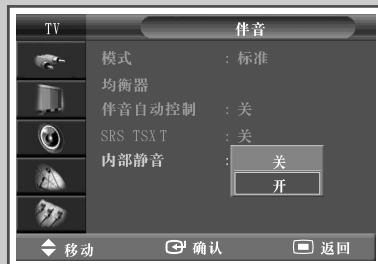 TV 伴音
模式 : 标准
均衡器
伴音自动控制 : 关
SRS TSXT : 关
内部静音 : 关
开
移动 确认 返回